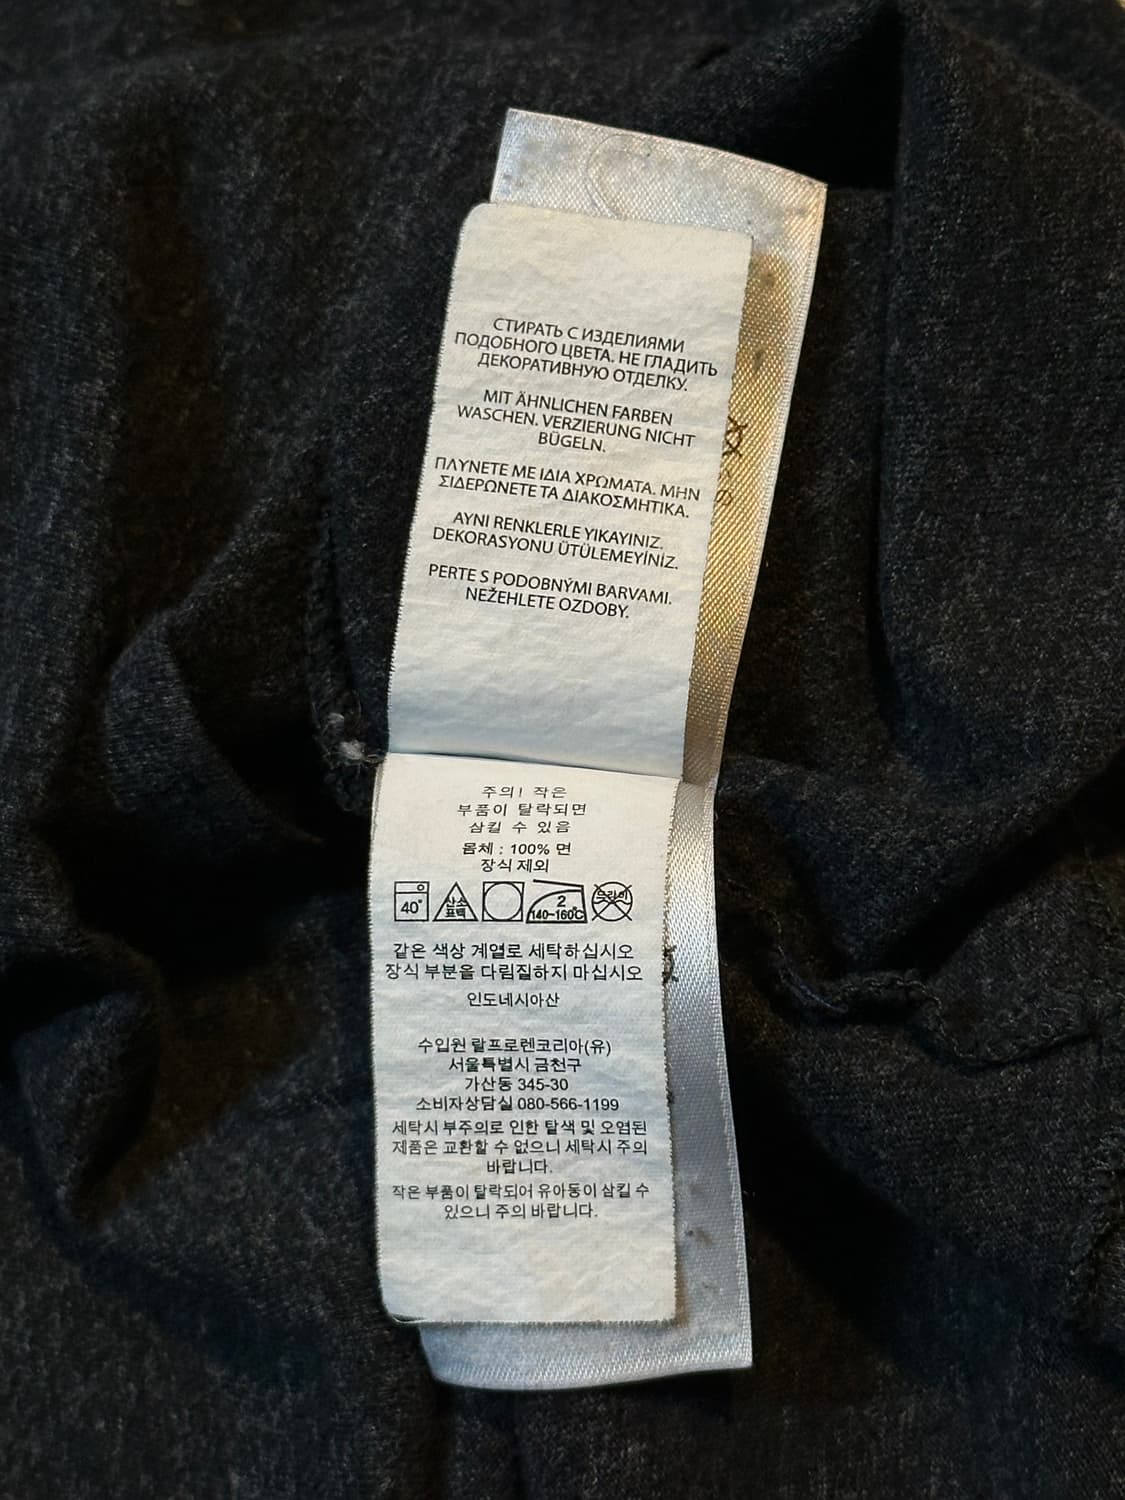 СТИРАТЬ С ИЗДЕЛИЯМИ
ПОДОБНОГО ЦВЕТА. НЕ ГЛАДИТЬ
ДЕКОРАТИВНУЮ ОТДЕЛКУ.
MIT ÄHNLICHEN FARBEN
WASCHEN. VERZIERUNG NICHT
BÜGELN.
ΠΛΥΝΕΤΕ ΜΕ ΙΔΙΑ ΧΡΩΜΑΤΑ. ΜΗΝ
ΣΙΔΕΡΩΝΕΤΕ ΤΑ ΔΙΑΚΟΣΜΗΤΙΚΑ.
AYNI RENKLERLE YIKAYINIZ.
DEKORASYONU ÜTÜLEMEYİNİZ.
PERTE S PODOBNÝMI BARVAMI.
NEŽEHLETE OZDOBY.
주의! 작은
부품이 탈락되면
삼킬 수 있음
몸체 : 100% 면
장식 제외
40° 산소 표백 2 140~160℃ 드라이
같은 색상 계열로 세탁하십시오
장식 부분을 다림질하지 마십시오
인도네시아산
수입원 랄프로렌코리아(유)
서울특별시 금천구
가산동 345-30
소비자상담실 080-566-1199
세탁시 부주의로 인한 탈색 및 오염된
제품은 교환할 수 없으니 세탁시 주의
바랍니다.
작은 부품이 탈락되어 유아동이 삼킬 수
있으니 주의 바랍니다.